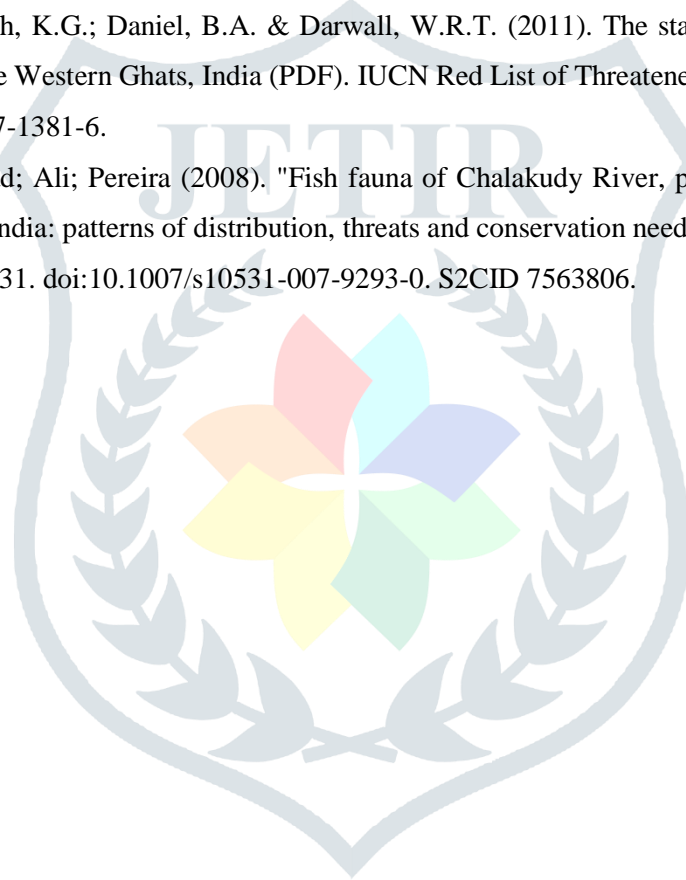 h, K.G.; Daniel, B.A. & Darwall, W.R.T. (2011). The sta
e Western Ghats, India (PDF). IUCN Red List of Threatene
7-1381-6.
d; Ali; Pereira (2008). "Fish fauna of Chalakudy River, p
ndia: patterns of distribution, threats and conservation need
31. doi:10.1007/s10531-007-9293-0. S2CID 7563806.
JETIR